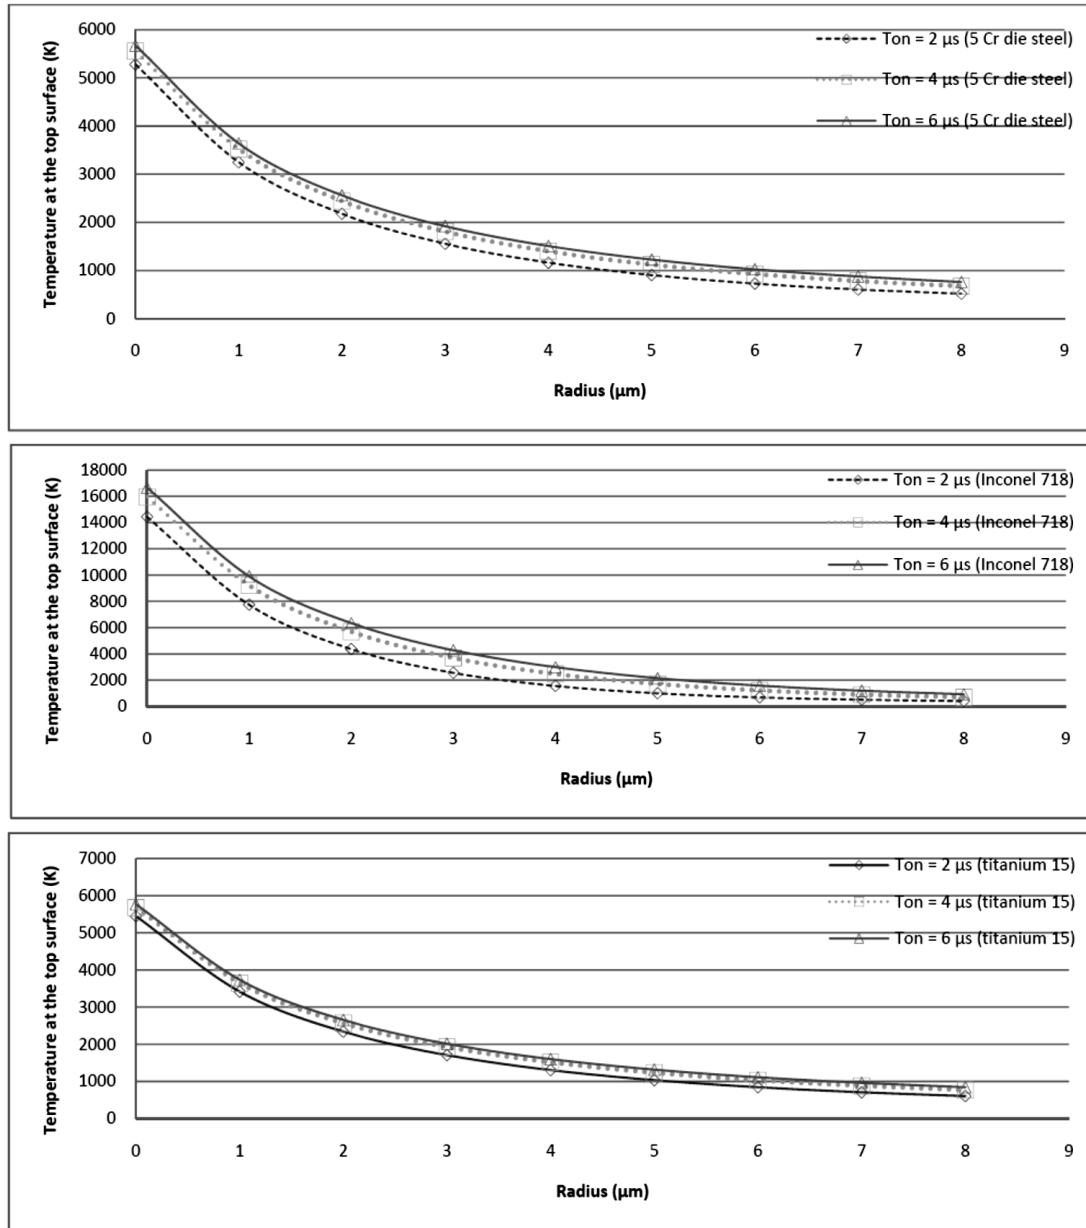 Temperature at the top surface (K)
6000
5000
4000
3000
2000
1000
0
Ton = 2 µs (5 Cr die steel)
Ton = 4 µs (5 Cr die steel)
Ton = 6 µs (5 Cr die steel)
0 1 2 3 4 5 6 7 8 9
Radius (µm)
Temperature at the top surface (K)
18000
16000
14000
12000
10000
8000
6000
4000
2000
0
Ton = 2 µs (Inconel 718)
Ton = 4 µs (Inconel 718)
Ton = 6 µs (Inconel 718)
0 1 2 3 4 5 6 7 8 9
Radius (µm)
Temperature at the top surface (K)
7000
6000
5000
4000
3000
2000
1000
0
Ton = 2 µs (titanium 15)
Ton = 4 µs (titanium 15)
Ton = 6 µs (titanium 15)
0 1 2 3 4 5 6 7 8 9
Radius (µm)